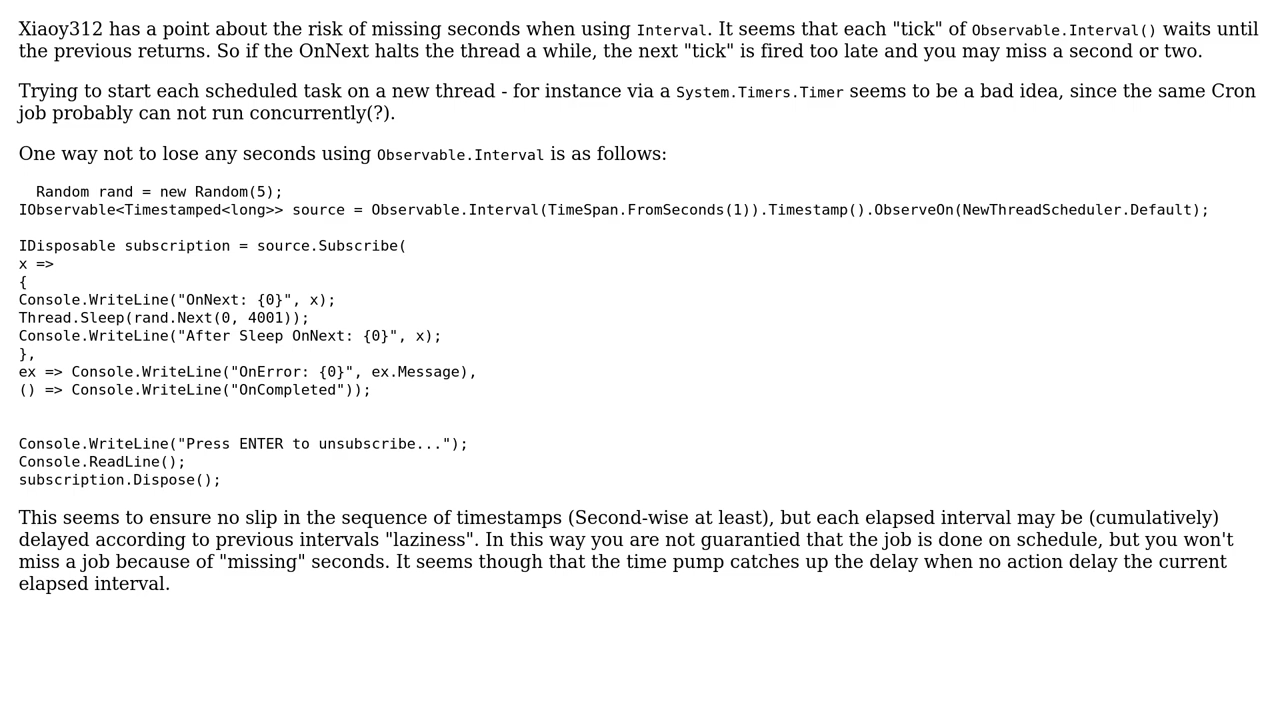 Xiaoy312 has a point about the risk of missing seconds when using Interval. It seems that each "tick" of Observable.Interval() waits until
the previous returns. So if the OnNext halts the thread a while, the next "tick" is fired too late and you may miss a second or two.
Trying to start each scheduled task on a new thread - for instance via a System.Timers.Timer seems to be a bad idea, since the same Cron
job probably can not run concurrently(?).
One way not to lose any seconds using Observable.Interval is as follows:
  Random rand = new Random(5);
IObservable<Timestamped<long>> source = Observable.Interval(TimeSpan.FromSeconds(1)).Timestamp().ObserveOn(NewThreadScheduler.Default);
IDisposable subscription = source.Subscribe(
x =>
{
Console.WriteLine("OnNext: {0}", x);
Thread.Sleep(rand.Next(0, 4001));
Console.WriteLine("After Sleep OnNext: {0}", x);
},
ex => Console.WriteLine("OnError: {0}", ex.Message),
() => Console.WriteLine("OnCompleted"));
Console.WriteLine("Press ENTER to unsubscribe...");
Console.ReadLine();
subscription.Dispose();
This seems to ensure no slip in the sequence of timestamps (Second-wise at least), but each elapsed interval may be (cumulatively)
delayed according to previous intervals "laziness". In this way you are not guarantied that the job is done on schedule, but you won't
miss a job because of "missing" seconds. It seems though that the time pump catches up the delay when no action delay the current
elapsed interval.